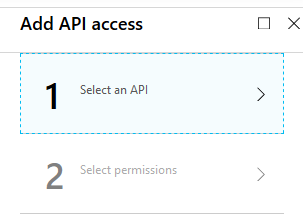 Add API access
1 Select an API
2 Select permissions